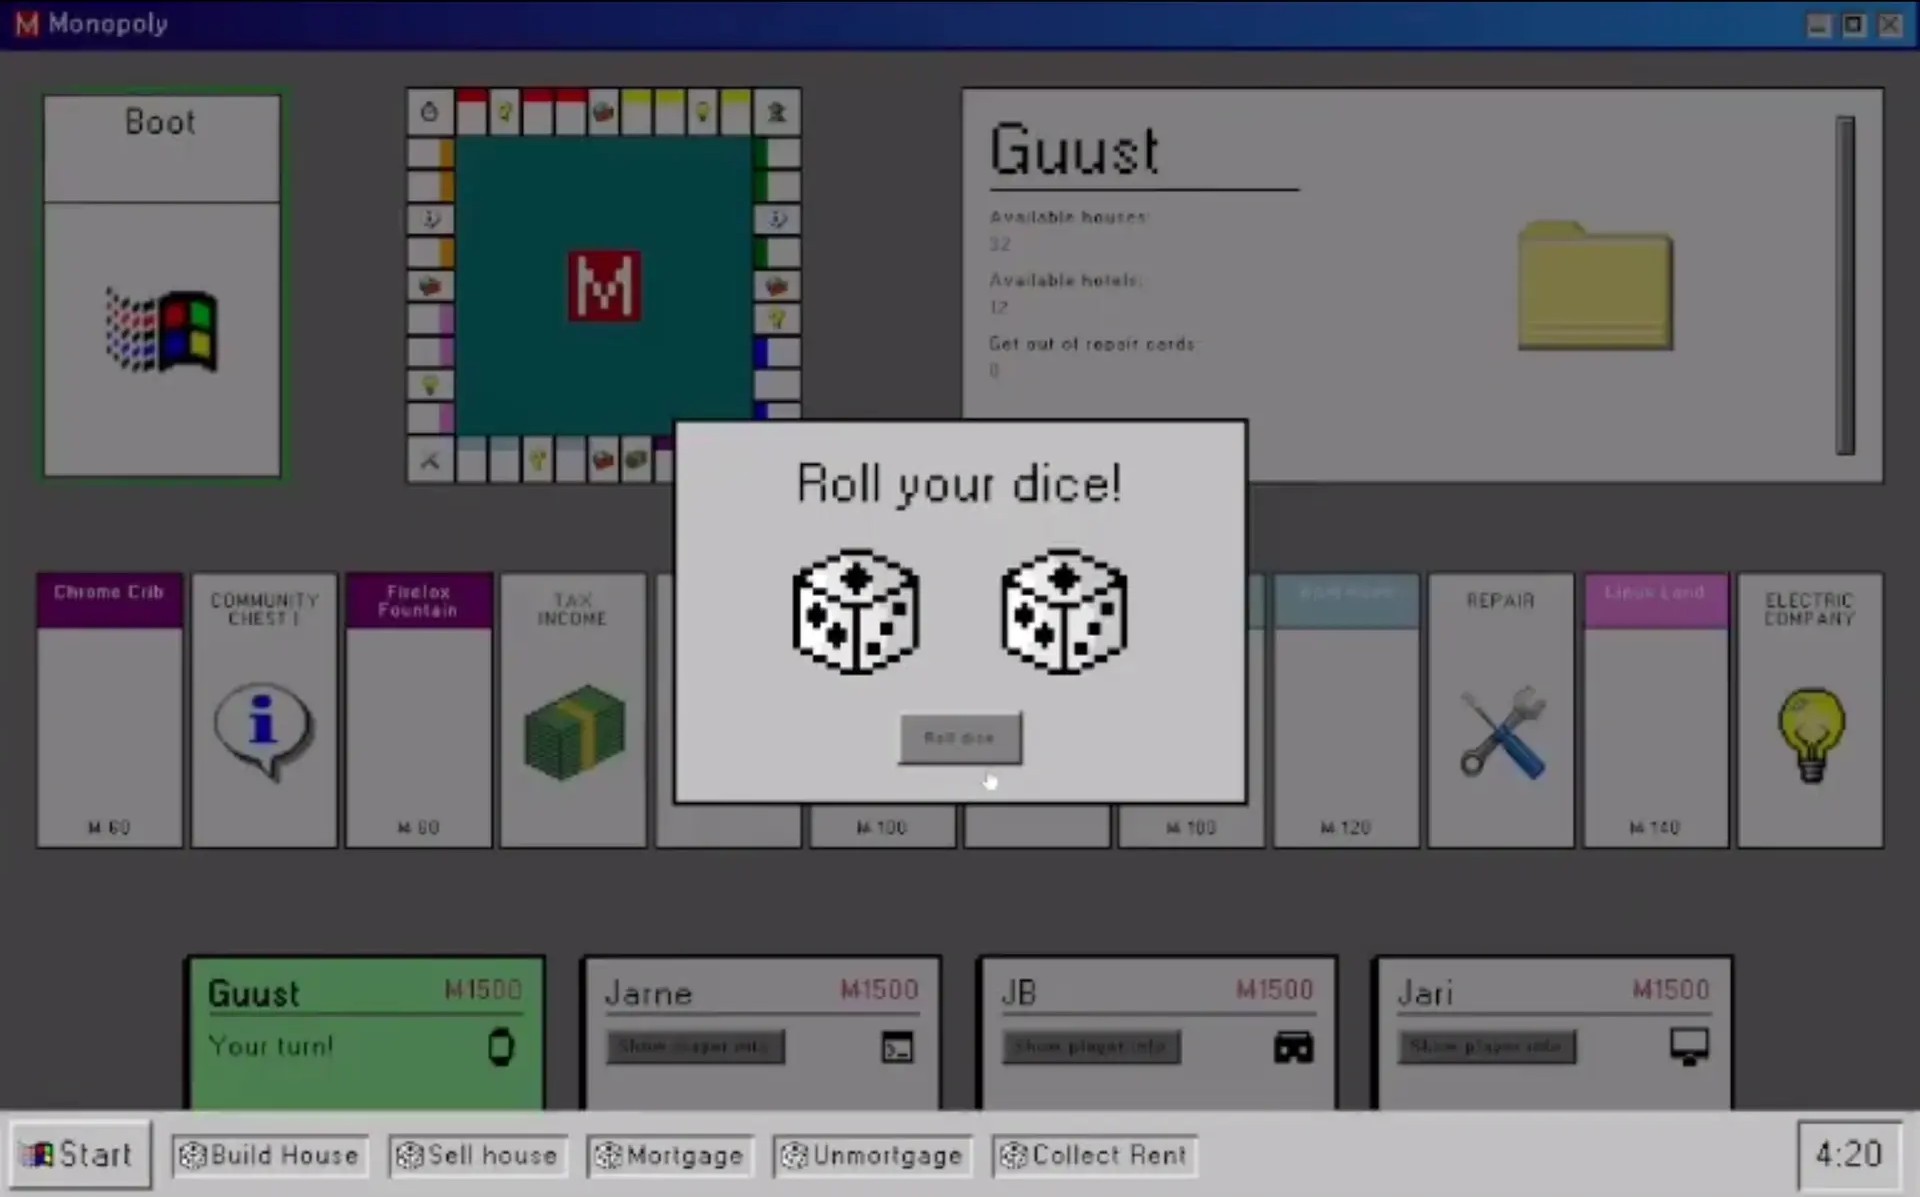 Monopoly
Boot
Guust
Available houses:
32
Available hotels:
12
Get out of repair cards:
0
M
Roll your dice!
Roll dice
Chrome Crib
COMMUNITY
CHEST I
Firefox
Fountain
TAX
INCOME
REPAIR
Linux Land
ELECTRIC
COMPANY
M 60
M 60
M 100
M 100
M 120
M 140
Guust M1500
Your turn!
Jarne M1500
Show player info
JB M1500
Show player info
Jari M1500
Show player info
Start
Build House
Sell house
Mortgage
Unmortgage
Collect Rent
4:20